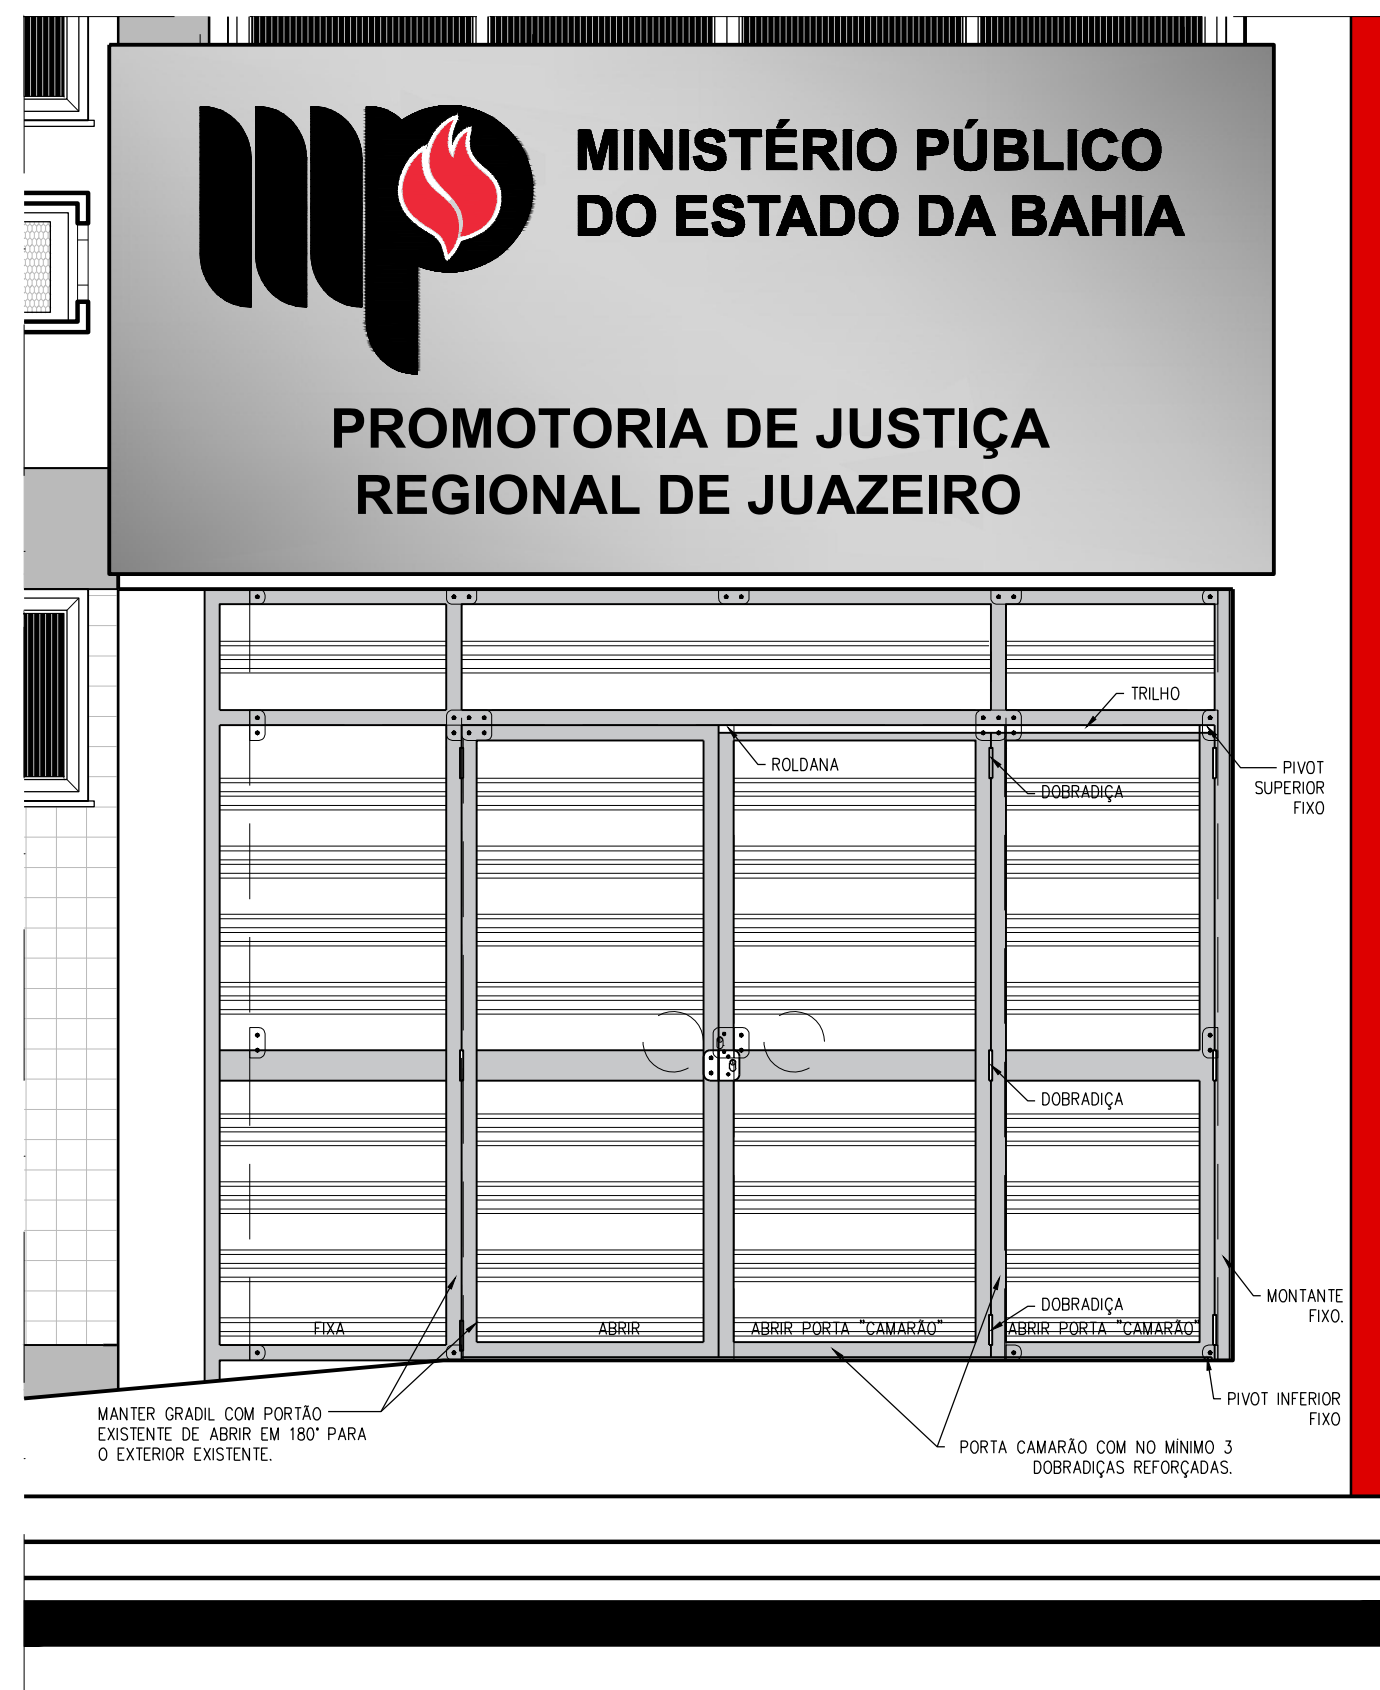 mp
MINISTÉRIO PÚBLICO
DO ESTADO DA BAHIA
PROMOTORIA DE JUSTIÇA
REGIONAL DE JUAZEIRO
TRILHO
ROLDANA
PIVOT
SUPERIOR
FIXO
DOBRADIÇA
DOBRADIÇA
DOBRADIÇA
MONTANTE
FIXO.
FIXA
ABRIR
ABRIR PORTA "CAMARÃO"
ABRIR PORTA "CAMARÃO"
PIVOT INFERIOR
FIXO
MANTER GRADIL COM PORTÃO
EXISTENTE DE ABRIR EM 180° PARA
O EXTERIOR EXISTENTE.
PORTA CAMARÃO COM NO MÍNIMO 3
DOBRADIÇAS REFORÇADAS.